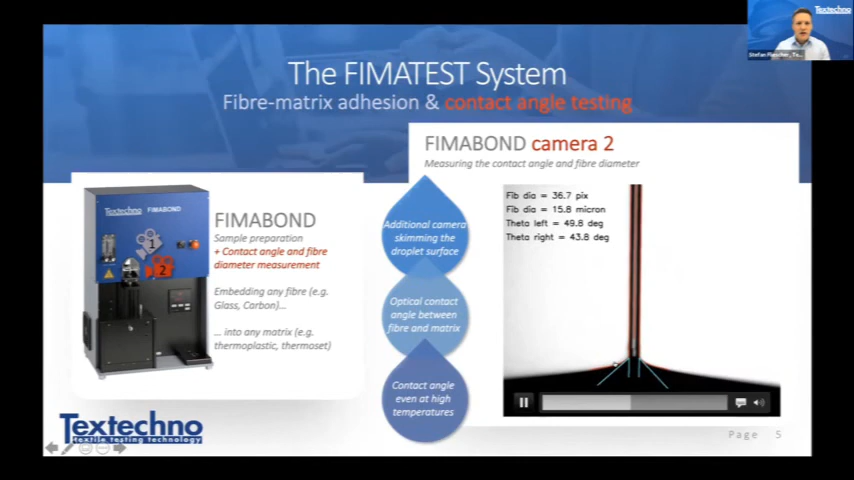 Textechno
Stefan
The FIMATEST System
Fibre-matrix adhesion & contact angle testing
FIMABOND camera 2
Measuring the contact angle and fibre diameter
Textechno FIMABOND
1
2
FIMABOND
Sample preparation
+ Contact angle and fibre
diameter measurement
Embedding any fibre (e.g.
Glass, Carbon)...
... into any matrix (e.g.
thermoplastic, thermoset)
Additional camera
skimming the
droplet surface
Optical contact
angle between
fibre and matrix
Contact angle
even at high
temperatures
Fib dia = 36.7 pix
Fib dia = 15.8 micron
Theta left = 49.8 deg
Theta right = 43.8 deg
Textechno
textile testing technology
Page 5